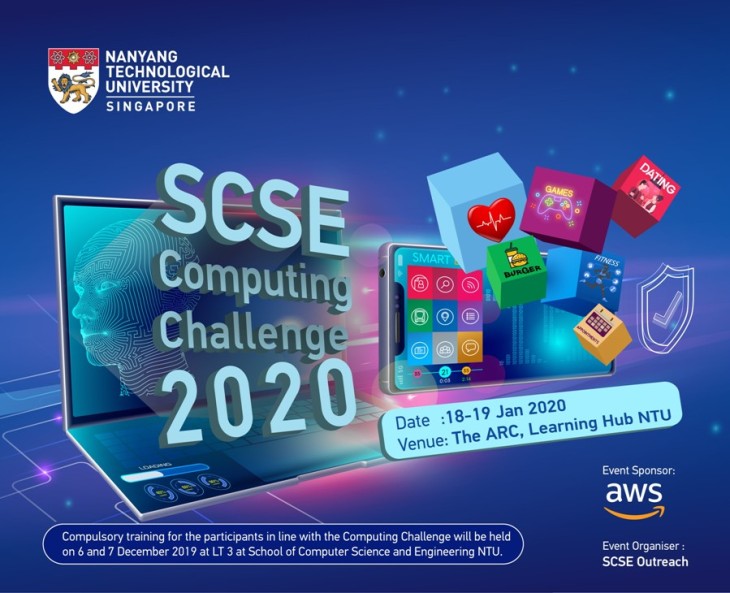 NANYANG
TECHNOLOGICAL
UNIVERSITY
SINGAPORE
SCSE
Computing
Challenge
2020
SMART
GAMES
DATING
BURGER
FITNESS
LOADING
Date :18-19 Jan 2020
Venue: The ARC, Learning Hub NTU
Event Sponsor:
aws
Event Organiser :
SCSE Outreach
Compulsory training for the participants in line with the Computing Challenge will be held
on 6 and 7 December 2019 at LT 3 at School of Computer Science and Engineering NTU.